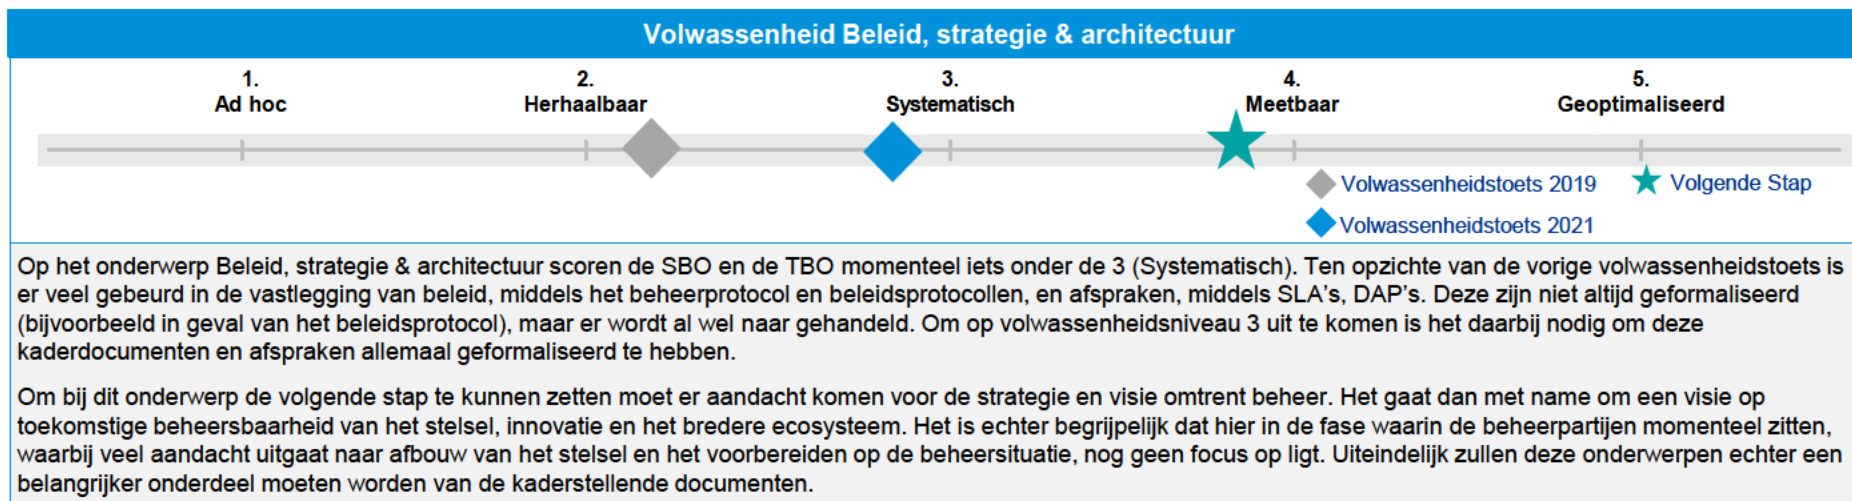 Volwassenheid Beleid, strategie & architectuur
1. 2. 3. 4. 5.
Ad hoc Herhaalbaar Systematisch Meetbaar Geoptimaliseerd
Volwassenheidstoets 2019 Volgende Stap
Volwassenheidstoets 2021
Op het onderwerp Beleid, strategie & architectuur scoren de SBO en de TBO momenteel iets onder de 3 (Systematisch). Ten opzichte van de vorige volwassenheidstoets is
er veel gebeurd in de vastlegging van beleid, middels het beheerprotocol en beleidsprotocollen, en afspraken, middels SLA's, DAP's. Deze zijn niet altijd geformaliseerd
(bijvoorbeeld in geval van het beleidsprotocol), maar er wordt al wel naar gehandeld. Om op volwassenheidsniveau 3 uit te komen is het daarbij nodig om deze
kaderdocumenten en afspraken allemaal geformaliseerd te hebben.
Om bij dit onderwerp de volgende stap te kunnen zetten moet er aandacht komen voor de strategie en visie omtrent beheer. Het gaat dan met name om een visie op
toekomstige beheersbaarheid van het stelsel, innovatie en het bredere ecosysteem. Het is echter begrijpelijk dat hier in de fase waarin de beheerpartijen momenteel zitten,
waarbij veel aandacht uitgaat naar afbouw van het stelsel en het voorbereiden op de beheersituatie, nog geen focus op ligt. Uiteindelijk zullen deze onderwerpen echter een
belangrijker onderdeel moeten worden van de kaderstellende documenten.